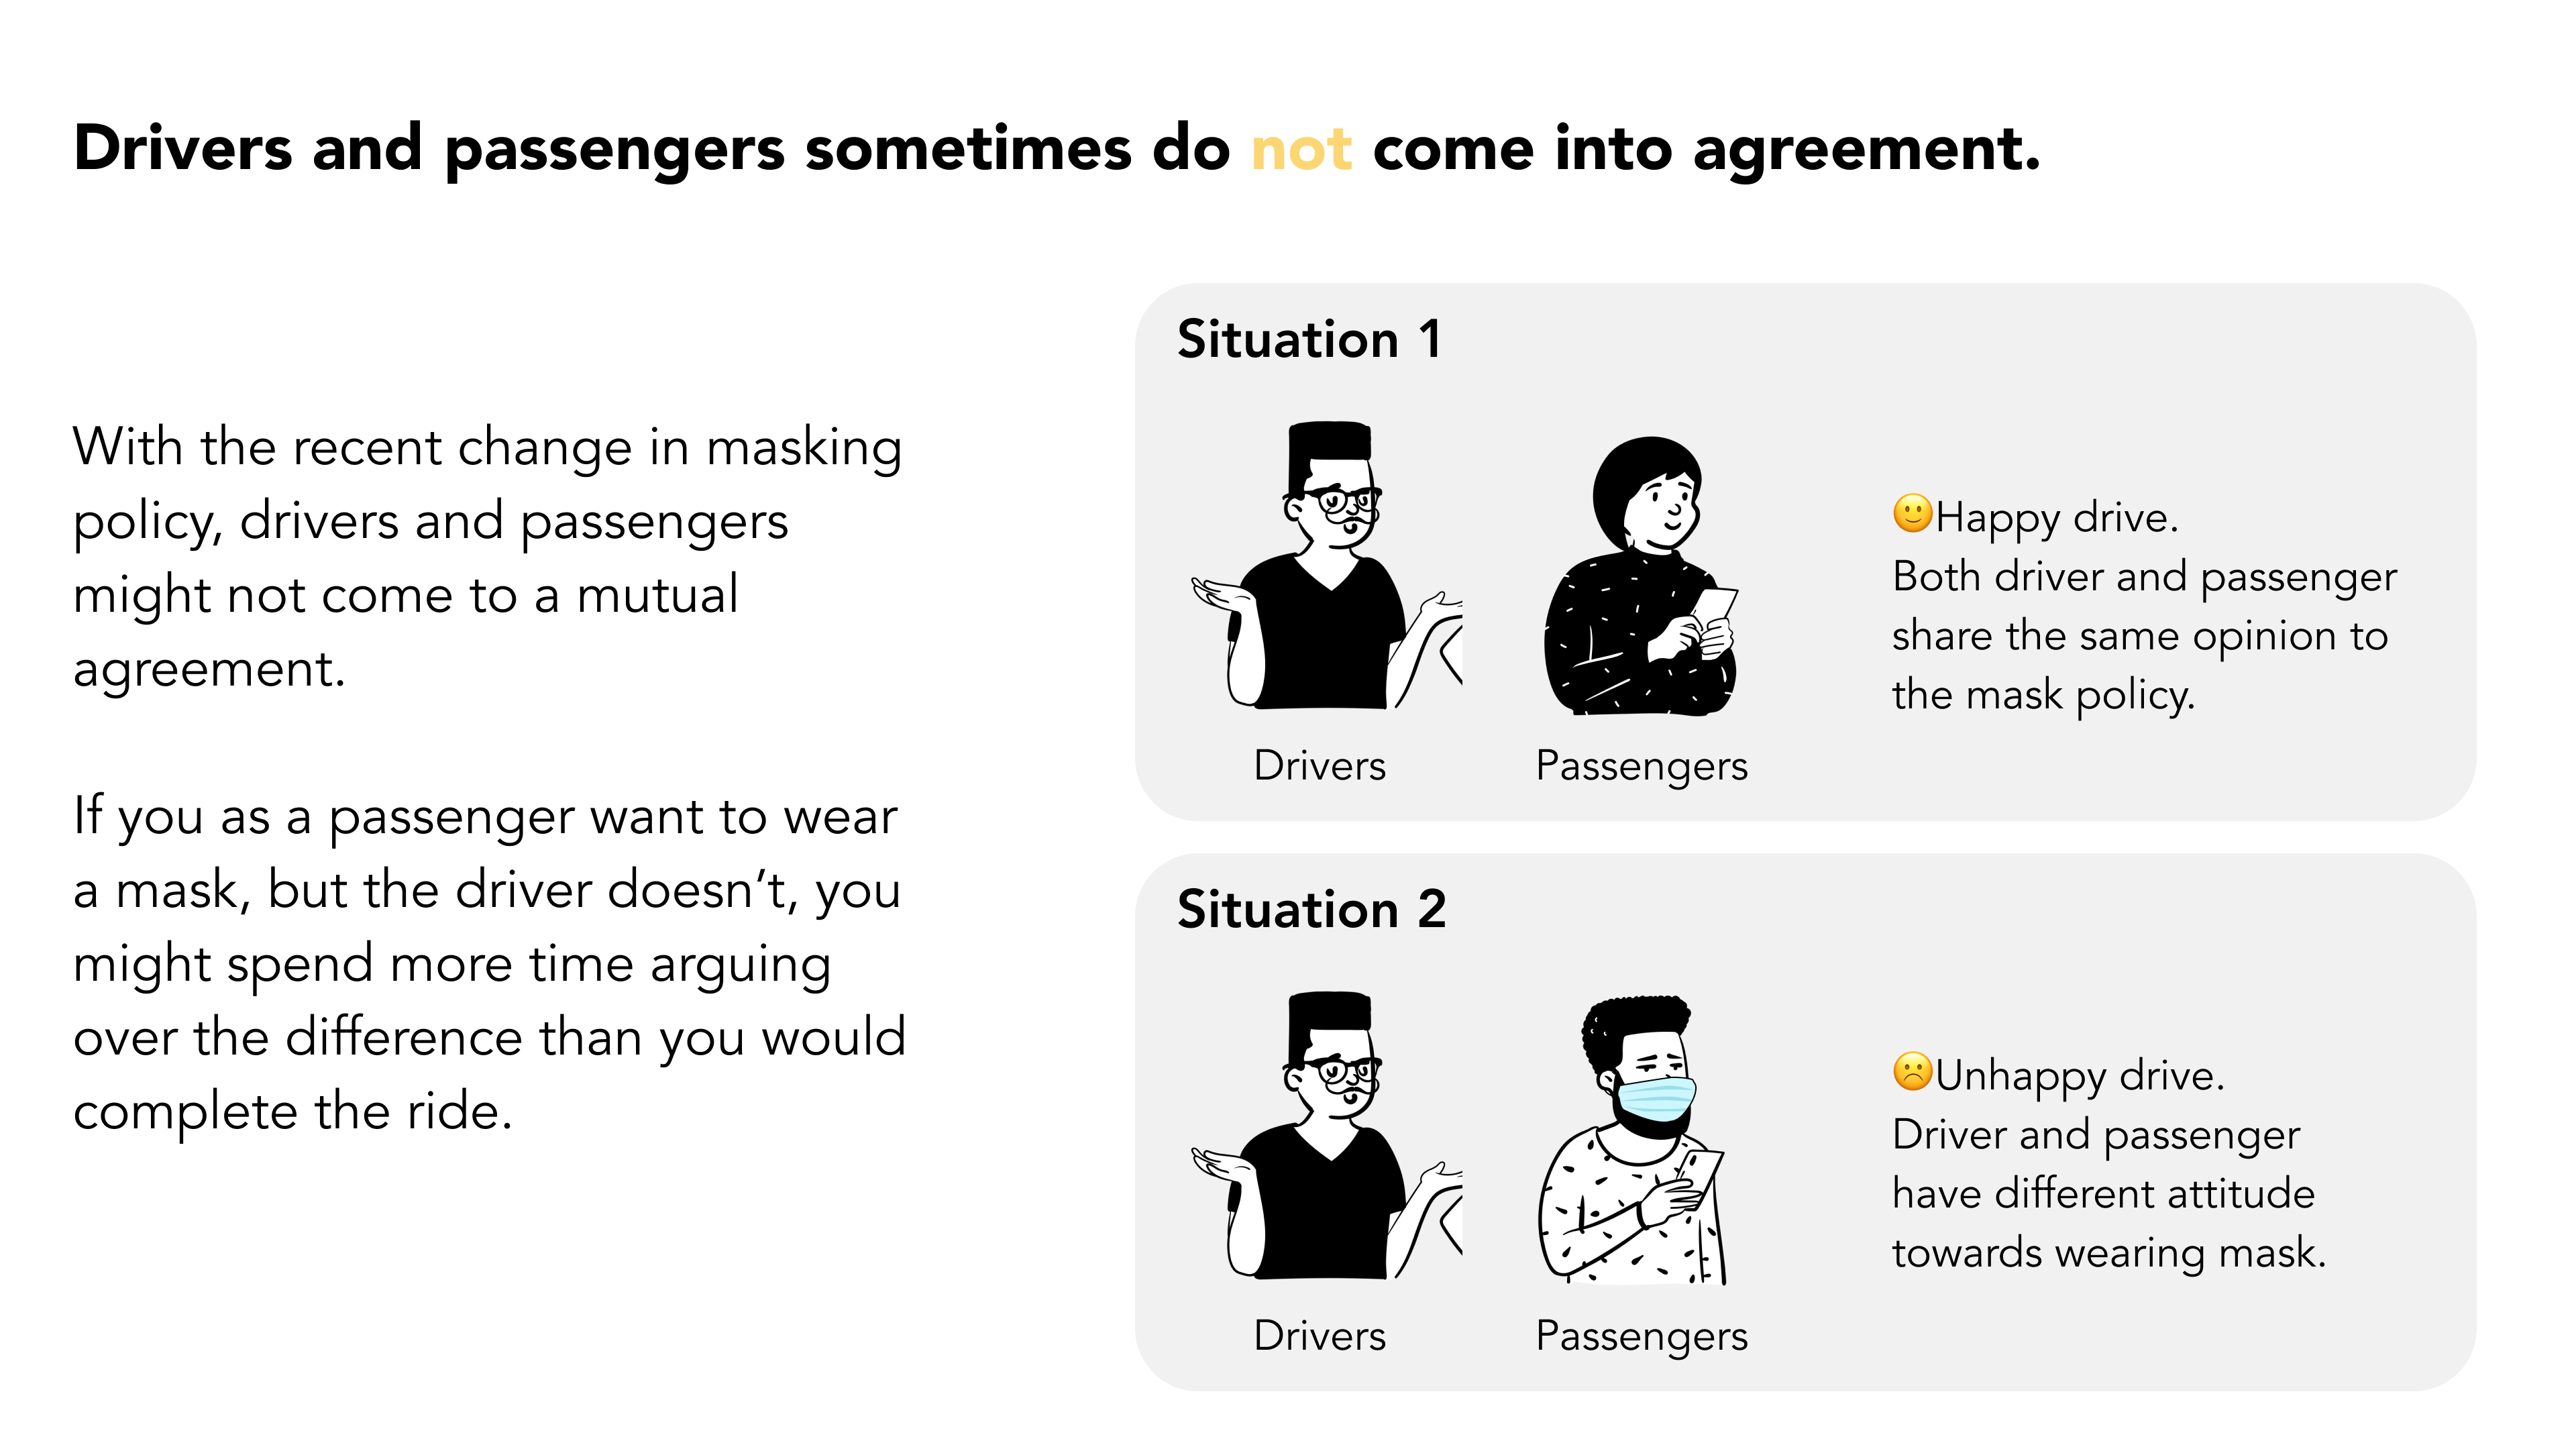 Drivers and passengers sometimes do not come into agreement.
With the recent change in masking
policy, drivers and passengers
might not come to a mutual
agreement.
If you as a passenger want to wear
a mask, but the driver doesn’t, you
might spend more time arguing
over the difference than you would
complete the ride.
Situation 1
Drivers
Passengers
🙂Happy drive.
Both driver and passenger
share the same opinion to
the mask policy.
Situation 2
Drivers
Passengers
☹️Unhappy drive.
Driver and passenger
have different attitude
towards wearing mask.